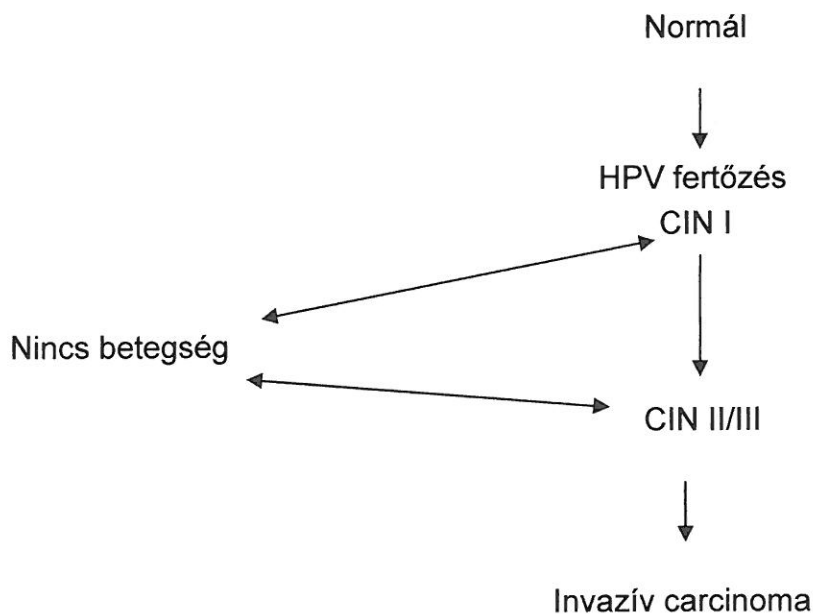 Normál
HPV fertőzés
CIN I
Nincs betegség
CIN II/III
Invazív carcinoma